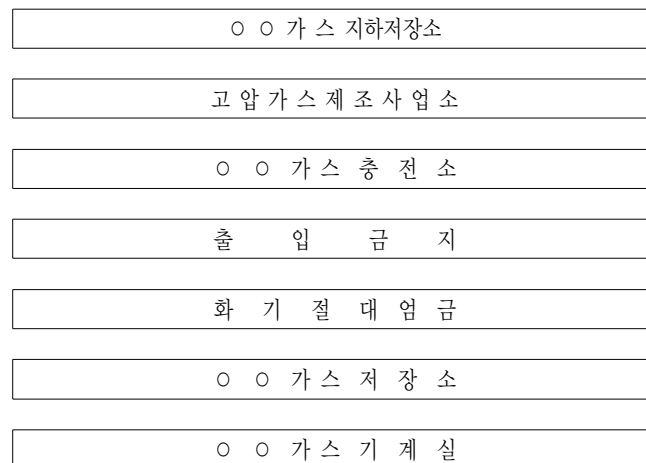 ○ ○ 가 스 지하저장소
고 압 가 스 제 조 사 업 소
○ ○ 가 스 충 전 소
출 입 금 지
화 기 절 대 엄 금
○ ○ 가 스 저 장 소
○ ○ 가 스 기 계 실